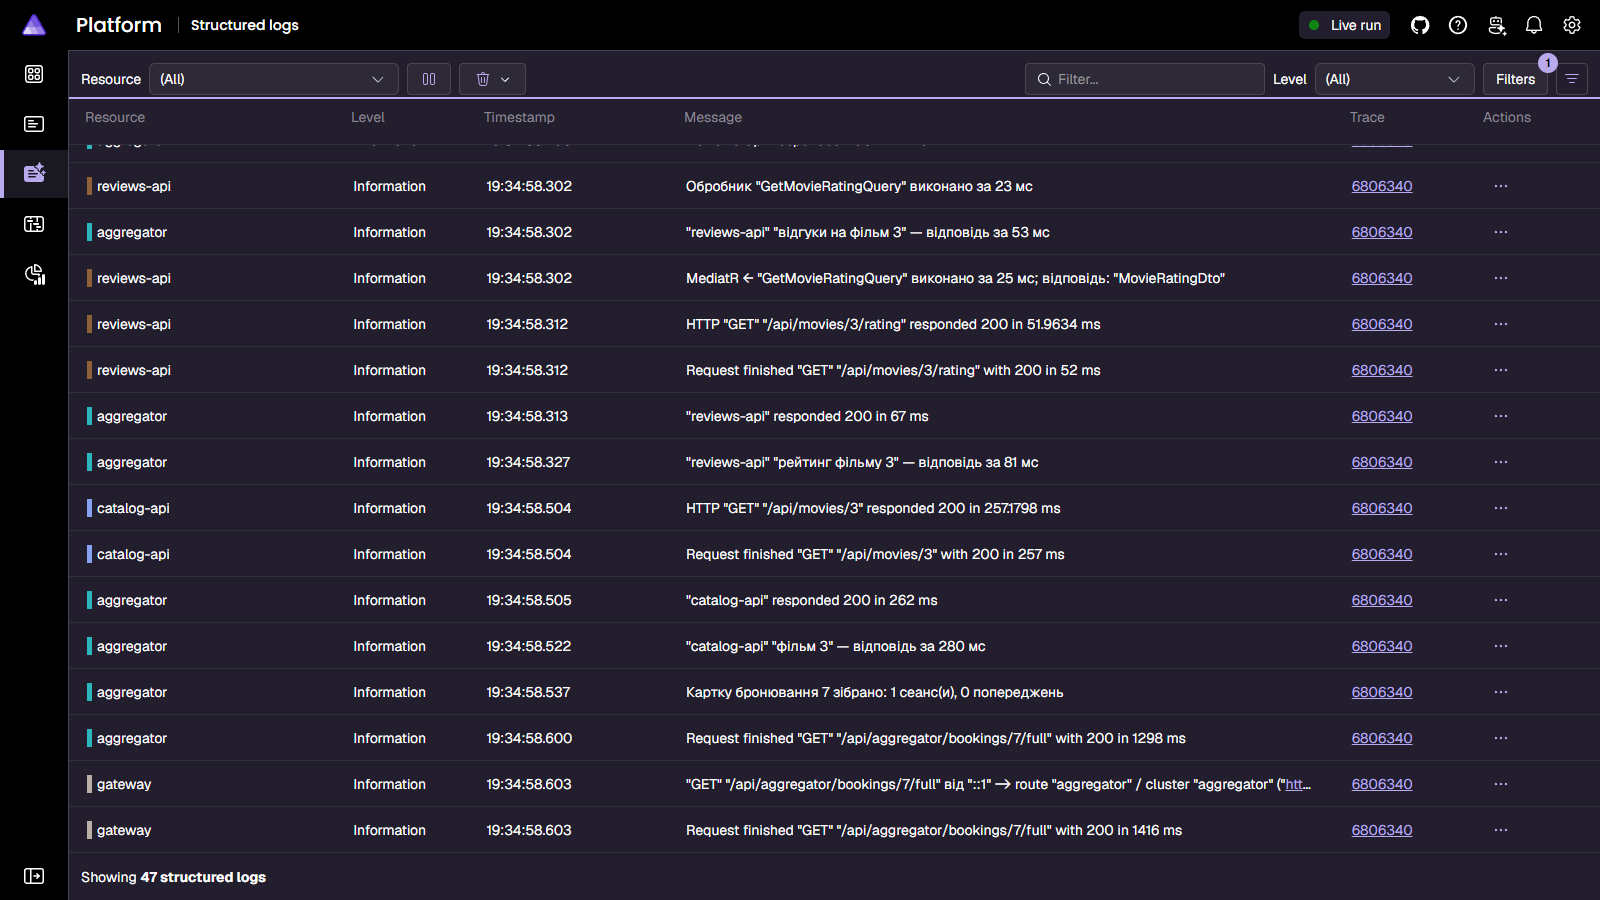 Platform
Structured logs
Live run
Resource (All)
Filter...
Level (All)
Filters
1
Resource Level Timestamp Message Trace Actions
reviews-api Information 19:34:58.302 Обробник "GetMovieRatingQuery" виконано за 23 мс 6806340 ...
aggregator Information 19:34:58.302 "reviews-api" "відгуки на фільм 3" — відповідь за 53 мс 6806340 ...
reviews-api Information 19:34:58.302 MediatR ← "GetMovieRatingQuery" виконано за 25 мс; відповідь: "MovieRatingDto" 6806340 ...
reviews-api Information 19:34:58.312 HTTP "GET" "/api/movies/3/rating" responded 200 in 51.9634 ms 6806340 ...
reviews-api Information 19:34:58.312 Request finished "GET" "/api/movies/3/rating" with 200 in 52 ms 6806340 ...
aggregator Information 19:34:58.313 "reviews-api" responded 200 in 67 ms 6806340 ...
aggregator Information 19:34:58.327 "reviews-api" "рейтинг фільму 3" — відповідь за 81 мс 6806340 ...
catalog-api Information 19:34:58.504 HTTP "GET" "/api/movies/3" responded 200 in 257.1798 ms 6806340 ...
catalog-api Information 19:34:58.504 Request finished "GET" "/api/movies/3" with 200 in 257 ms 6806340 ...
aggregator Information 19:34:58.505 "catalog-api" responded 200 in 262 ms 6806340 ...
aggregator Information 19:34:58.522 "catalog-api" "фільм 3" — відповідь за 280 мс 6806340 ...
aggregator Information 19:34:58.537 Картку бронювання 7 зібрано: 1 сеанс(и), 0 попереджень 6806340 ...
aggregator Information 19:34:58.600 Request finished "GET" "/api/aggregator/bookings/7/full" with 200 in 1298 ms 6806340 ...
gateway Information 19:34:58.603 "GET" "/api/aggregator/bookings/7/full" від "::1" → route "aggregator" / cluster "aggregator" ("htt... 6806340 ...
gateway Information 19:34:58.603 Request finished "GET" "/api/aggregator/bookings/7/full" with 200 in 1416 ms 6806340 ...
Showing 47 structured logs